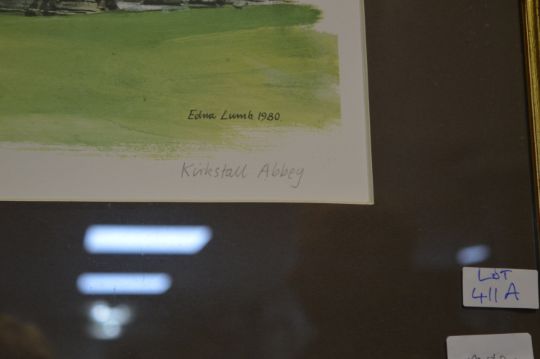 Edna Lumb 1980
Kirkstall Abbey
LOT
411A